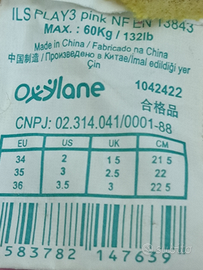 ILS PLAY3 pink NF EN 13843
MAX. : 60Kg / 132lb
Made in China / Fabricado na China
中国制造 / Произведено в Китае/Imal edildiği yer
Çin
Oxylane 1042422
合格品
CNPJ: 02.314.041/0001-88
EU US UK CM
34 2 1 5 21 5
35 3 2.5 22
36 3.5 3 22 5
583782 147639